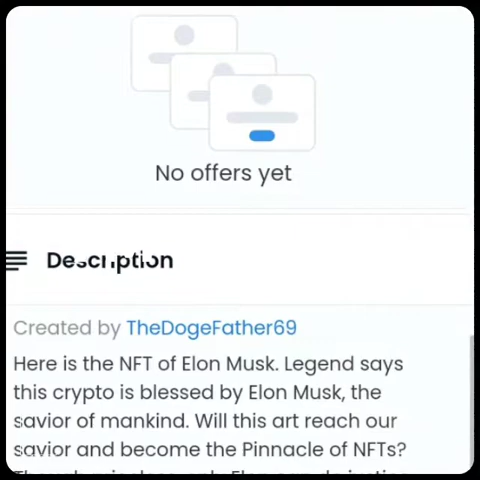 No offers yet
Description
Created by TheDogeFather69
Here is the NFT of Elon Musk. Legend says
this crypto is blessed by Elon Musk, the
savior of mankind. Will this art reach our
savior and become the Pinnacle of NFTs?